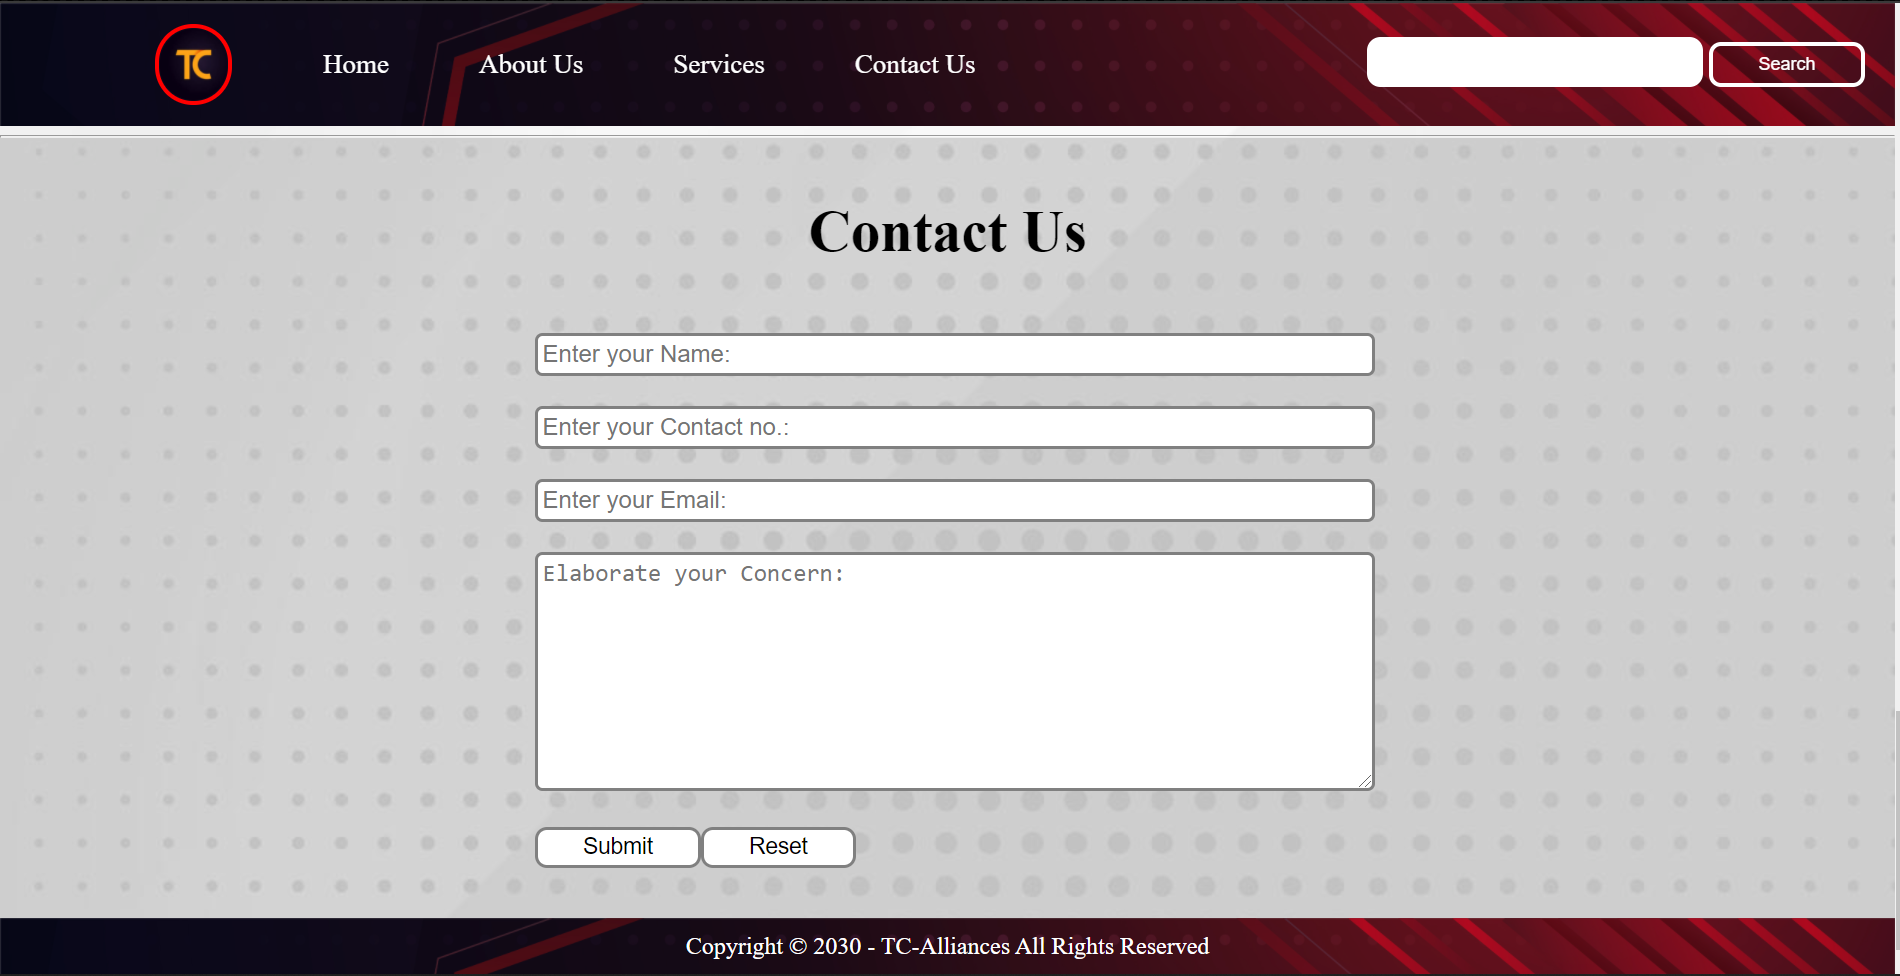 TC Home About Us Services Contact Us Search
Contact Us
Enter your Name:
Enter your Contact no.:
Enter your Email:
Elaborate your Concern:
Submit Reset
Copyright © 2030 - TC-Alliances All Rights Reserved